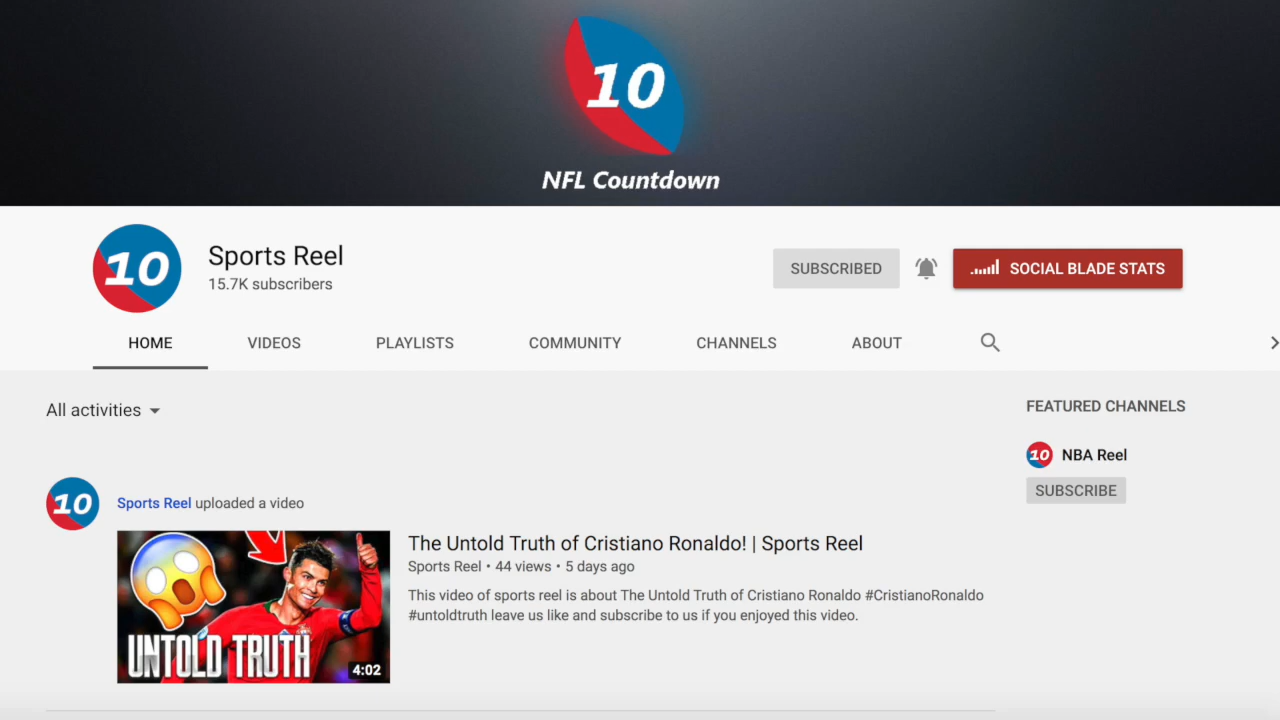 10
NFL Countdown
10
Sports Reel
15.7K subscribers
SUBSCRIBED
SOCIAL BLADE STATS
HOME
VIDEOS
PLAYLISTS
COMMUNITY
CHANNELS
ABOUT
All activities
FEATURED CHANNELS
10
NBA Reel
SUBSCRIBE
10
Sports Reel uploaded a video
UNTOLD TRUTH
4:02
The Untold Truth of Cristiano Ronaldo! | Sports Reel
Sports Reel • 44 views • 5 days ago
This video of sports reel is about The Untold Truth of Cristiano Ronaldo #CristianoRonaldo
#untoldtruth leave us like and subscribe to us if you enjoyed this video.